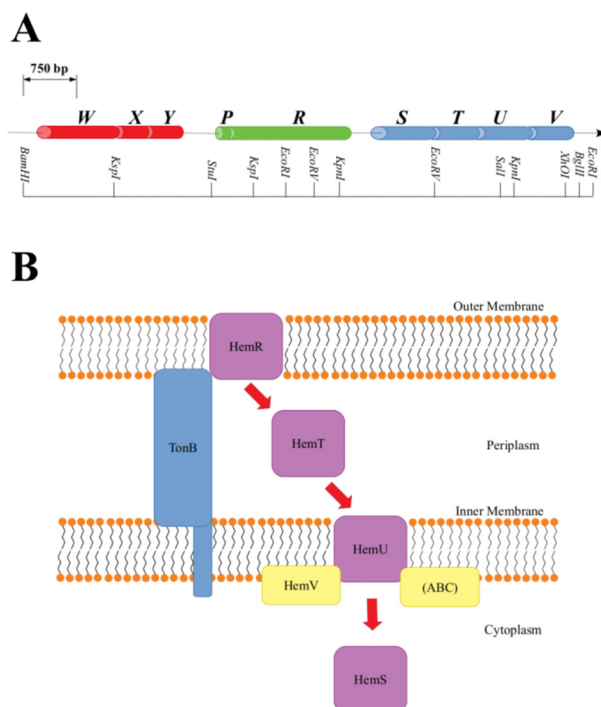 A
750 bp
W X Y P R S T U V
BamHI KspI StuI KspI EcoRI EcoRV KpnI EcoRV SalI KpnI XhOI BglII EcoRI
B
Outer Membrane
HemR
TonB
HemT
Periplasm
Inner Membrane
HemU
HemV
(ABC)
Cytoplasm
HemS